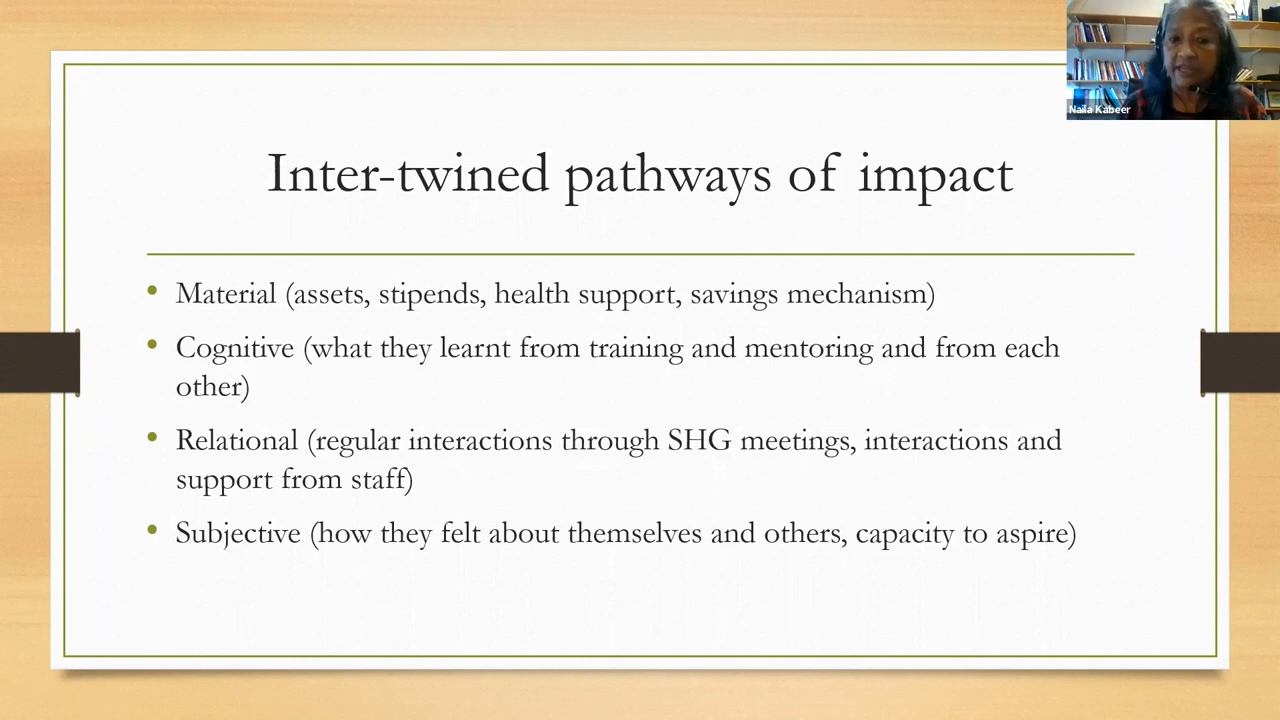 Naila Kabeer
Inter-twined pathways of impact
• Material (assets, stipends, health support, savings mechanism)
• Cognitive (what they learnt from training and mentoring and from each
other)
• Relational (regular interactions through SHG meetings, interactions and
support from staff)
• Subjective (how they felt about themselves and others, capacity to aspire)